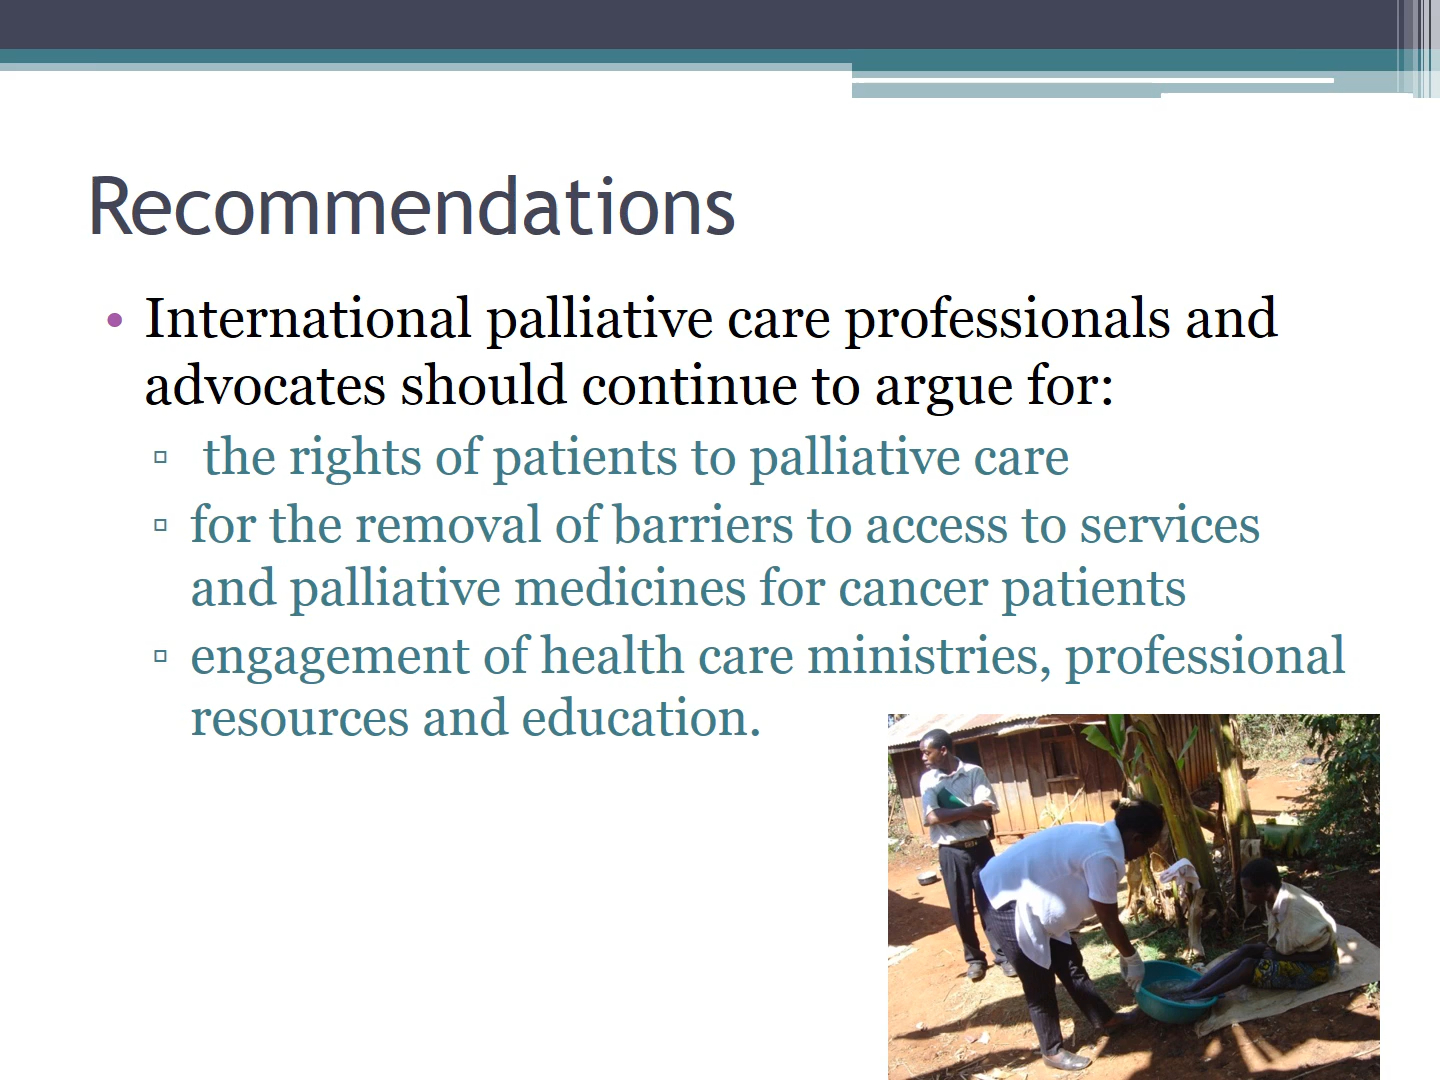 Recommendations
• International palliative care professionals and
advocates should continue to argue for:
▫ the rights of patients to palliative care
▫ for the removal of barriers to access to services
and palliative medicines for cancer patients
▫ engagement of health care ministries, professional
resources and education.